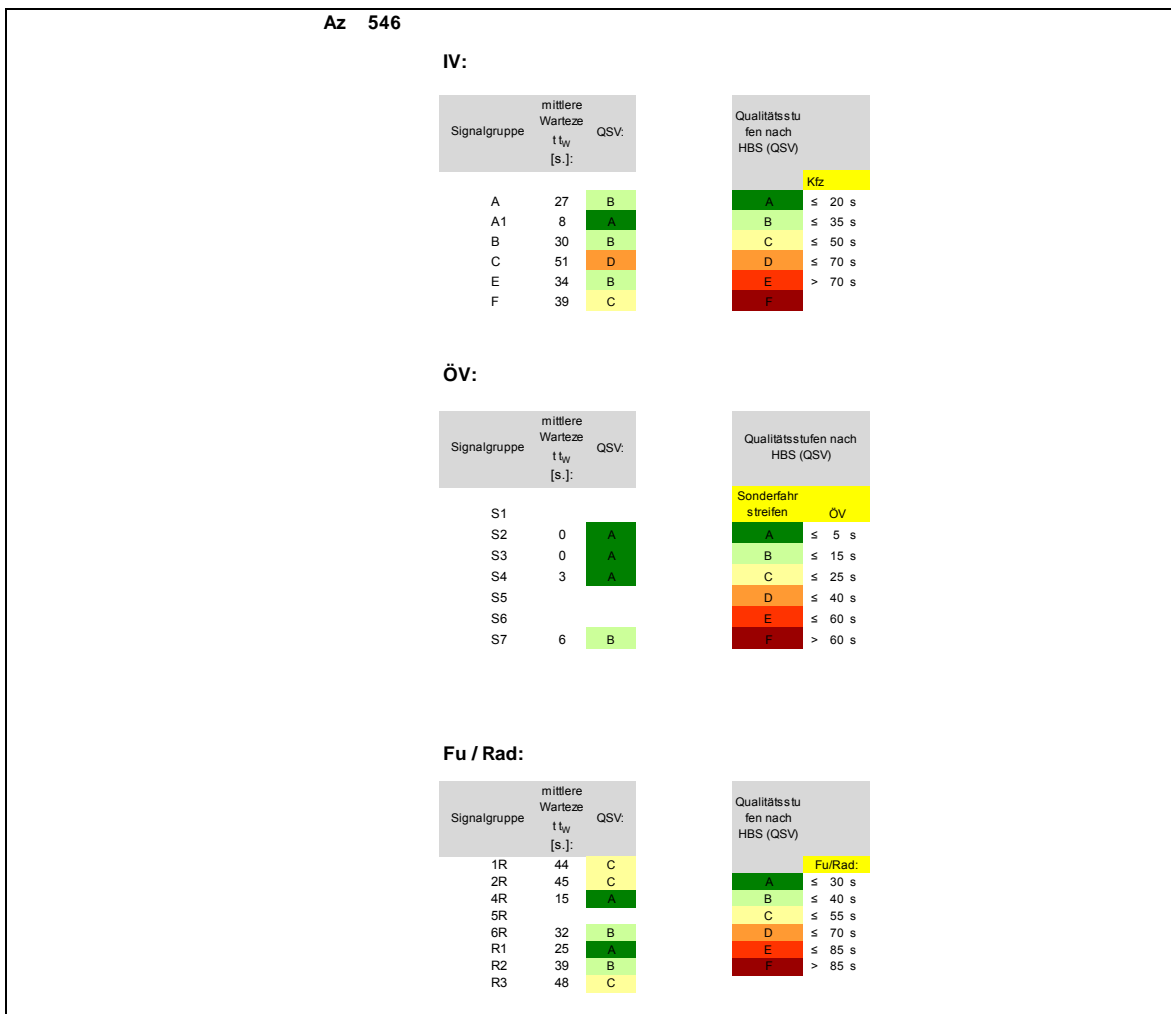 Az 546
IV:
Signalgruppe mittlere Warteze t tW [s.]: QSV:
A 27 B
A1 8 A
B 30 B
C 51 D
E 34 B
F 39 C
Qualitätsstu fen nach HBS (QSV)
Kfz
A ≤ 20 s
B ≤ 35 s
C ≤ 50 s
D ≤ 70 s
E > 70 s
F
ÖV:
Signalgruppe mittlere Warteze t tW [s.]: QSV:
S1
S2 0 A
S3 0 A
S4 3 A
S5
S6
S7 6 B
Qualitätsstufen nach
HBS (QSV)
Sonderfahr streifen ÖV
A ≤ 5 s
B ≤ 15 s
C ≤ 25 s
D ≤ 40 s
E ≤ 60 s
F > 60 s
Fu / Rad:
Signalgruppe mittlere Warteze t tW [s.]: QSV:
1R 44 C
2R 45 C
4R 15 A
5R
6R 32 B
R1 25 A
R2 39 B
R3 48 C
Qualitätsstu fen nach HBS (QSV)
Fu/Rad:
A ≤ 30 s
B ≤ 40 s
C ≤ 55 s
D ≤ 70 s
E ≤ 85 s
F > 85 s